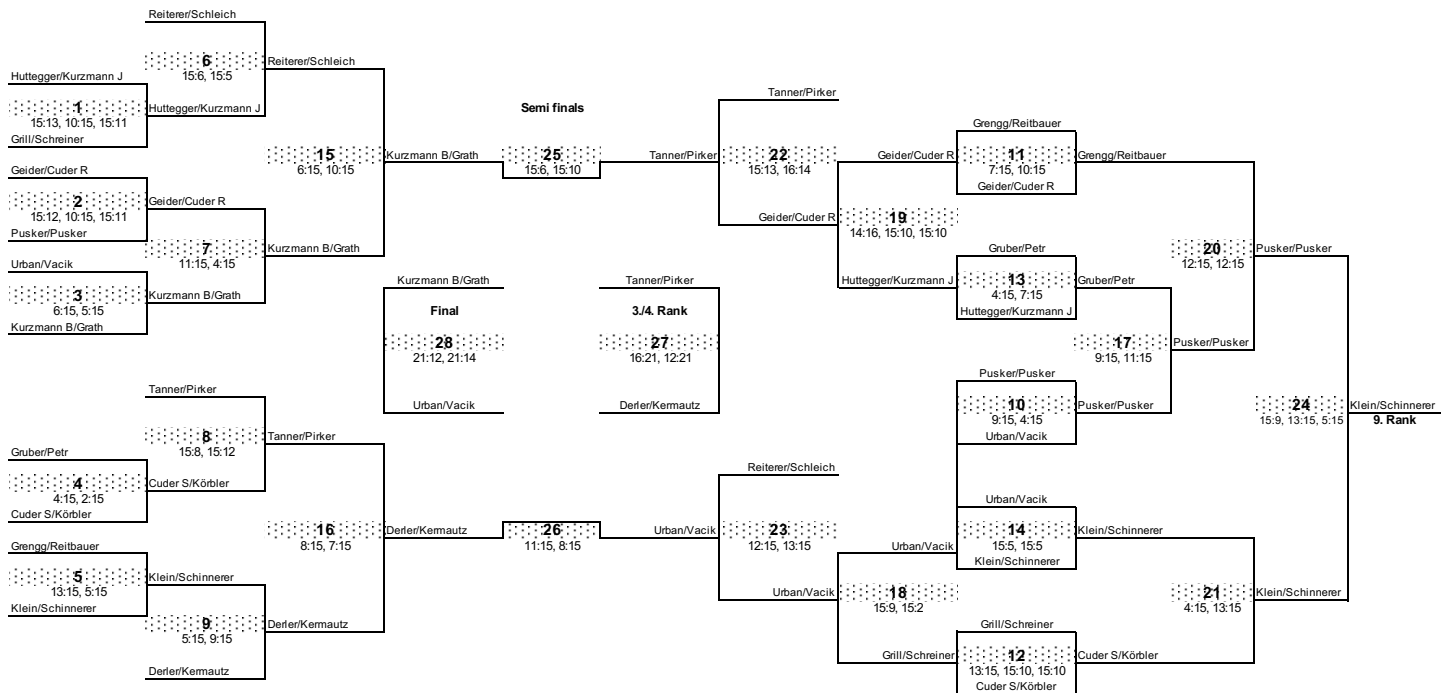 Reiterer/Schleich
6
15:6, 15:5
Reiterer/Schleich
Huttegger/Kurzmann J
1
15:13, 10:15, 15:11
Huttegger/Kurzmann J
Grill/Schreiner
15
6:15, 10:15
Kurzmann B/Grath
Geider/Cuder R
2
15:12, 10:15, 15:11
Geider/Cuder R
Pusker/Pusker
7
11:15, 4:15
Kurzmann B/Grath
Urban/Vacik
3
6:15, 5:15
Kurzmann B/Grath
Kurzmann B/Grath
Tanner/Pirker
8
15:8, 15:12
Tanner/Pirker
Gruber/Petr
4
4:15, 2:15
Cuder S/Körbler
Cuder S/Körbler
16
8:15, 7:15
Derler/Kermautz
Grengg/Reitbauer
5
13:15, 5:15
Klein/Schinnerer
Klein/Schinnerer
9
5:15, 9:15
Derler/Kermautz
Derler/Kermautz
Semi finals
25
15:6, 15:10
Tanner/Pirker
Kurzmann B/Grath
Final
28
21:12, 21:14
Urban/Vacik
Tanner/Pirker
3./4. Rank
27
16:21, 12:21
Derler/Kermautz
26
11:15, 8:15
Urban/Vacik
Tanner/Pirker
22
15:13, 16:14
Geider/Cuder R
Geider/Cuder R
19
14:16, 15:10, 15:10
Huttegger/Kurzmann J
Grengg/Reitbauer
11
7:15, 10:15
Grengg/Reitbauer
Geider/Cuder R
Gruber/Petr
13
4:15, 7:15
Gruber/Petr
Huttegger/Kurzmann J
20
12:15, 12:15
Pusker/Pusker
17
9:15, 11:15
Pusker/Pusker
Pusker/Pusker
10
9:15, 4:15
Pusker/Pusker
Urban/Vacik
24
15:9, 13:15, 5:15
Klein/Schinnerer
9. Rank
Reiterer/Schleich
23
12:15, 13:15
Urban/Vacik
Urban/Vacik
18
15:9, 15:2
Grill/Schreiner
Urban/Vacik
14
15:5, 15:5
Klein/Schinnerer
Klein/Schinnerer
21
4:15, 13:15
Klein/Schinnerer
Grill/Schreiner
12
13:15, 15:10, 15:10
Cuder S/Körbler
Cuder S/Körbler